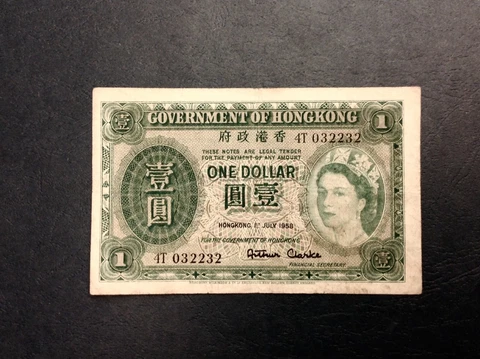 GOVERNMENT OF HONGKONG
壹
1
府政港香
4T 032232
THESE NOTES ARE LEGAL TENDER
FOR THE PAYMENT OF ANY AMOUNT
壹圓
ONE DOLLAR
圓壹
HONGKONG, 1ST JULY 1958
FOR THE GOVERNMENT OF HONGKONG
4T 032232
Arthur Clarke
FINANCIAL SECRETARY
1
壹